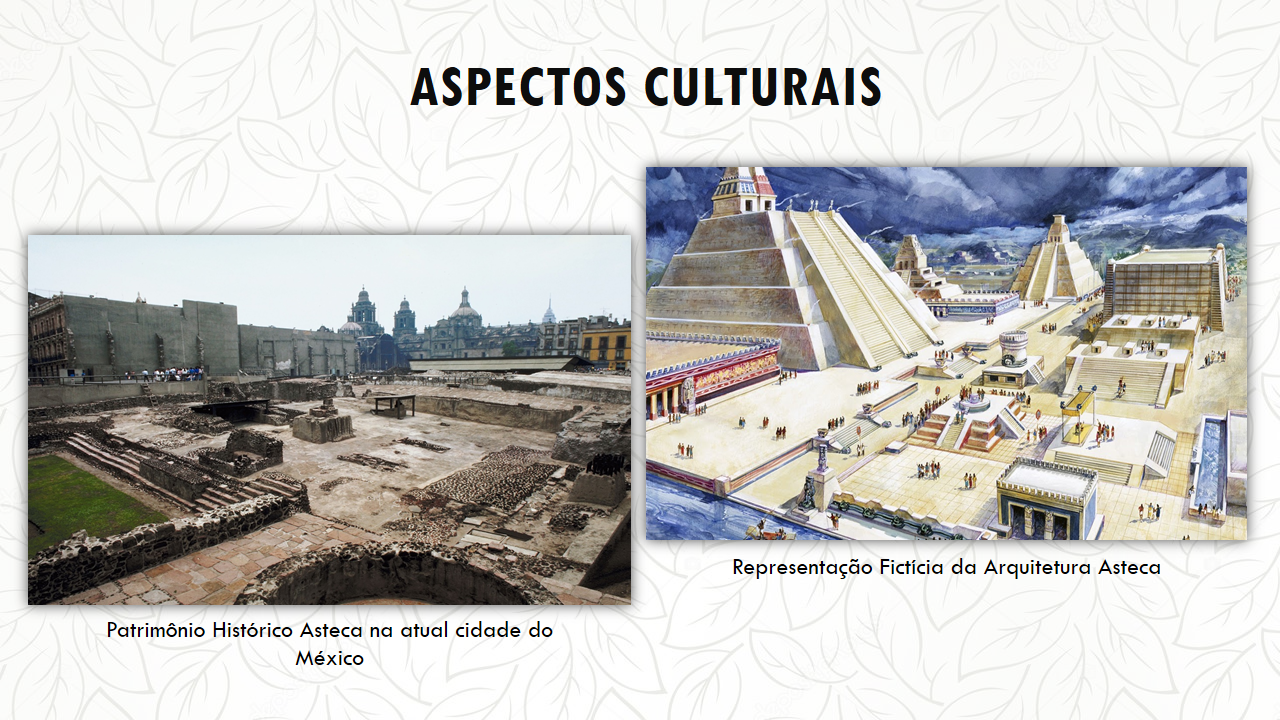 ASPECTOS CULTURAIS
Patrimônio Histórico Asteca na atual cidade do
México
Representação Fictícia da Arquitetura Asteca